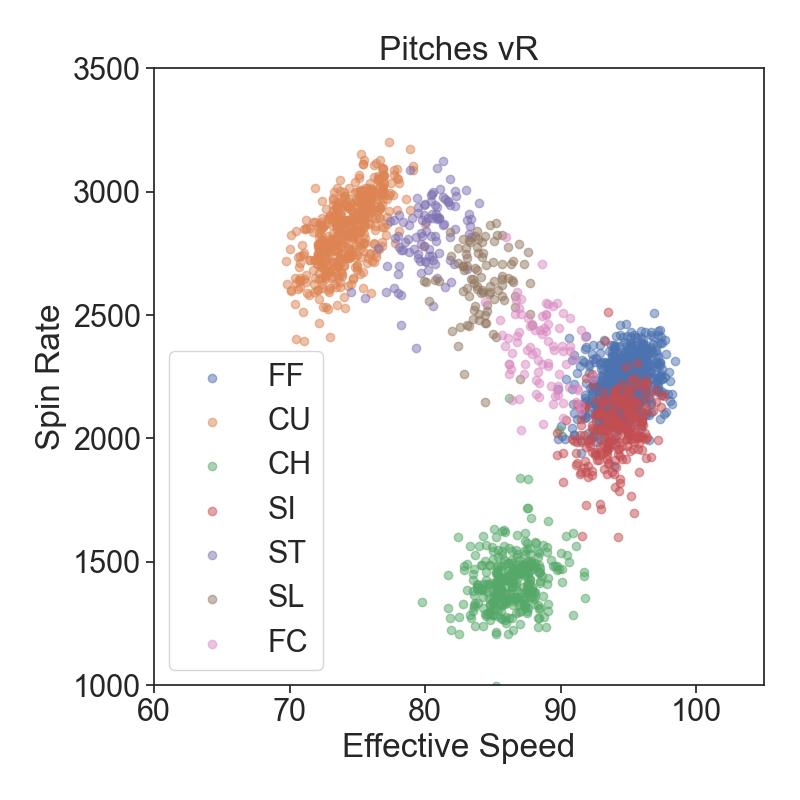 Pitches vR
3500
3000
2500
2000
1500
1000
Spin Rate
FF
CU
CH
SI
ST
SL
FC
60 70 80 90 100
Effective Speed